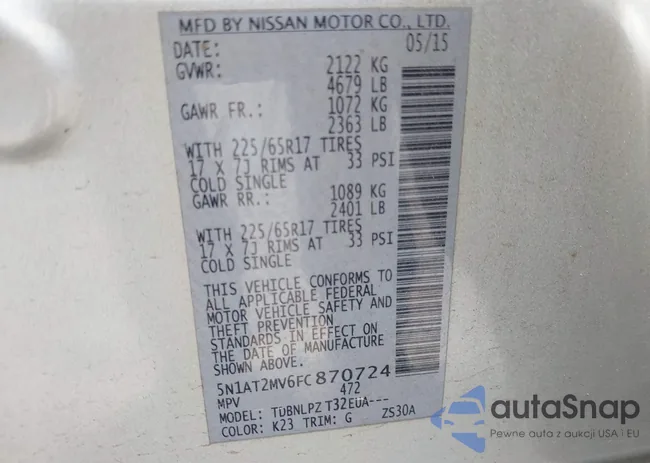 MFD BY NISSAN MOTOR CO., LTD.
DATE: 05/15
GVWR: 2122 KG
4679 LB
GAWR FR.: 1072 KG
2363 LB
WITH 225/65R17 TIRES
17 X 7J RIMS AT 33 PSI
COLD SINGLE
GAWR RR.: 1089 KG
2401 LB
WITH 225/65R17 TIRES
17 X 7J RIMS AT 33 PSI
COLD SINGLE
THIS VEHICLE CONFORMS TO
ALL APPLICABLE FEDERAL
MOTOR VEHICLE SAFETY AND
THEFT PREVENTION
STANDARDS IN EFFECT ON
THE DATE OF MANUFACTURE
SHOWN ABOVE.
5N1AT2MV6FC870724
MPV 472
MODEL: TDBNLPZ T32EUA---
COLOR: K23 TRIM: G ZS30A
autoSnap
Pewne auta z aukcji USA i EU